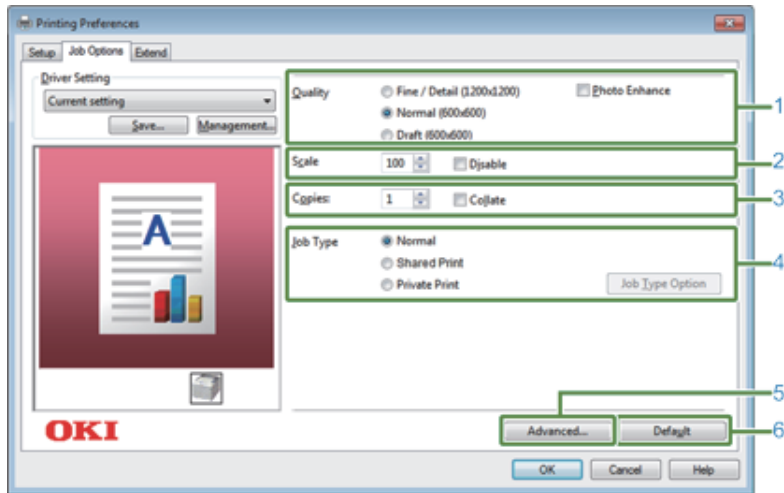 Printing Preferences
Setup Job Options Extend
Driver Setting
Current setting
Save... Management...
A
OKI
Quality Fine / Detail (1200x1200) Photo Enhance 1
Normal (600x600)
Draft (600x600)
Scale 100 Disable 2
Copies: 1 Collate 3
Job Type Normal 4
Shared Print
Private Print Job Type Option
5
Advanced... Default 6
OK Cancel Help